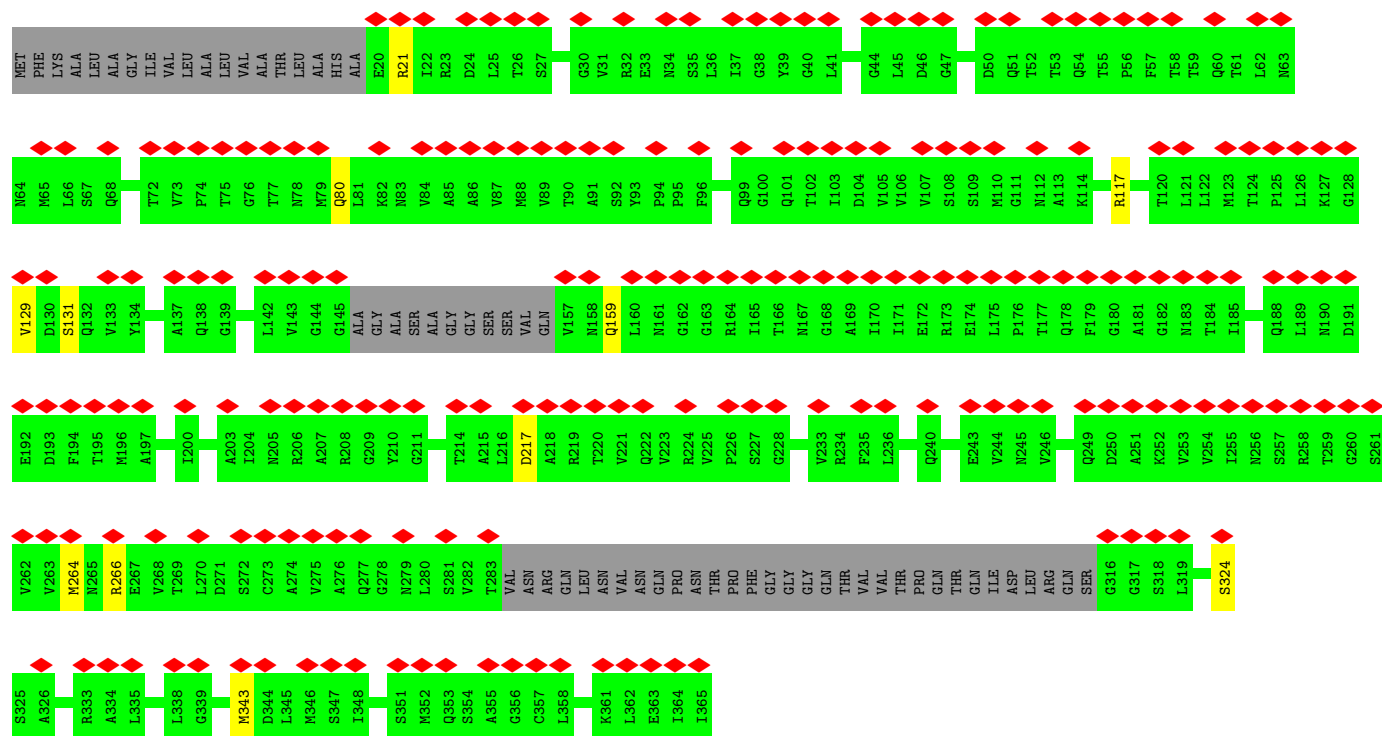 MET PHE LYS ALA LEU ALA GLY ILE VAL LEU ALA LEU VAL ALA THR LEU ALA HIS ALA E20 R21 I22 R23 D24 L25 T26 S27 G30 V31 R32 E33 N34 S35 L36 I37 G38 Y39 G40 L41 G44 L45 D46 G47 D50 Q51 T52 T53 Q54 T55 P56 F57 T58 T59 Q60 T61 L62 N63
N64 M65 L66 S67 Q68 T72 V73 P74 T75 G76 T77 N78 M79 Q80 L81 K82 N83 V84 A85 A86 V87 M88 V89 T90 A91 S92 Y93 P94 P95 F96 Q99 G100 Q101 T102 I103 D104 V105 V106 V107 S108 S109 M110 G111 N112 A113 K114 R117 T120 L121 L122 M123 T124 P125 L126 K127 G128
V129 D130 S131 Q132 V133 Y134 A137 Q138 G139 L142 V143 G144 G145 ALA GLY ALA SER ALA GLY GLY SER SER VAL GLN V157 N158 Q159 L160 N161 G162 G163 R164 I165 T166 N167 G168 A169 I170 I171 E172 R173 E174 L175 P176 T177 Q178 F179 G180 A181 G182 N183 T184 I185 Q188 L189 N190 D191
E192 D193 F194 T195 M196 A197 I200 A203 I204 N205 R206 A207 R208 G209 Y210 G211 T214 A215 L216 D217 A218 R219 T220 V221 Q222 V223 R224 V225 P226 S227 G228 V233 R234 F235 L236 Q240 E243 V244 N245 V246 Q249 D250 A251 K252 V253 V254 I255 N256 S257 R258 T259 G260 S261
V262 V263 M264 N265 R266 E267 V268 T269 L270 D271 S272 C273 A274 V275 A276 Q277 G278 N279 L280 S281 V282 T283 VAL ASN ARG GLN LEU ASN VAL ASN GLN PRO ASN THR PRO PHE GLY GLY GLY GLN THR VAL VAL THR PRO GLN THR GLN ILE ASP LEU ARG GLN SER G316 G317 S318 L319 S324
S325 A326 R333 A334 L335 L338 G339 M343 D344 L345 M346 S347 I348 S351 M352 Q353 S354 A355 G356 C357 L358 K361 L362 E363 I364 I365